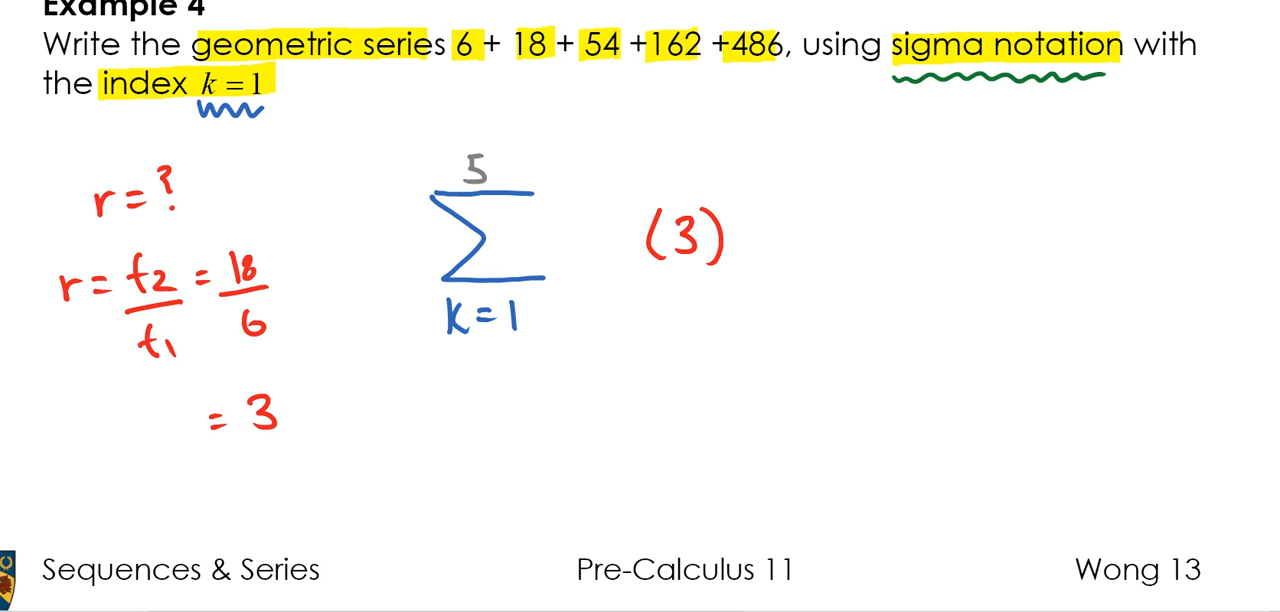 Example 4
Write the geometric series 6 + 18 + 54 +162 +486, using sigma notation with
the index k = 1
r = ?
r = t2/t1 = 18/6
= 3
5
Σ (3)
k = 1
Sequences & Series Pre-Calculus 11 Wong 13